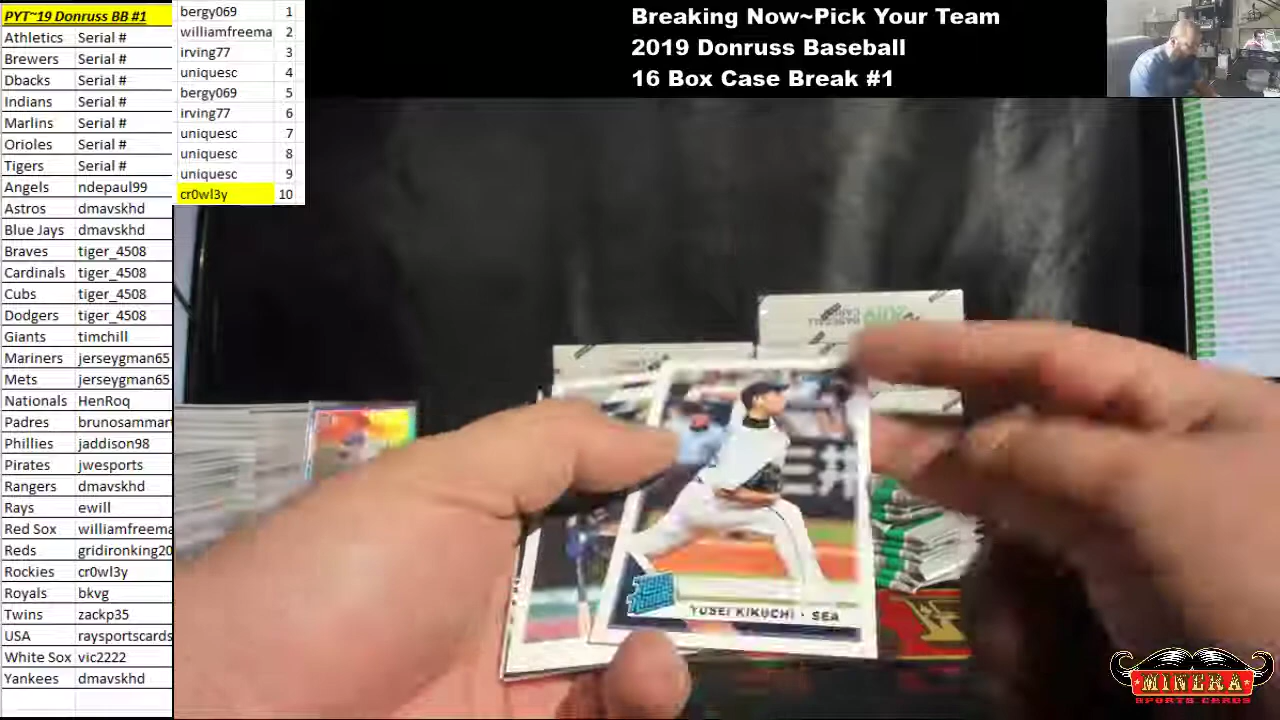 PYT~19 Donruss BB #1
Athletics Serial #
Brewers Serial #
Dbacks Serial #
Indians Serial #
Marlins Serial #
Orioles Serial #
Tigers Serial #
Angels ndepaul99
Astros dmavskhd
Blue Jays dmavskhd
Braves tiger_4508
Cardinals tiger_4508
Cubs tiger_4508
Dodgers tiger_4508
Giants timchill
Mariners jerseygman65
Mets jerseygman65
Nationals HenRoq
Padres brunosammar
Phillies jaddison98
Pirates jwesports
Rangers dmavskhd
Rays ewill
Red Sox williamfreema
Reds gridironking20
Rockies cr0wl3y
Royals bkvg
Twins zackp35
USA raysportscards
White Sox vic2222
Yankees dmavskhd
bergy069 1
williamfreema 2
irving77 3
uniquesc 4
bergy069 5
irving77 6
uniquesc 7
uniquesc 8
uniquesc 9
cr0wl3y 10
Breaking Now~Pick Your Team
2019 Donruss Baseball
16 Box Case Break #1
YUSEI KIKUCHI · SEA
MINERA
SPORTS CARDS